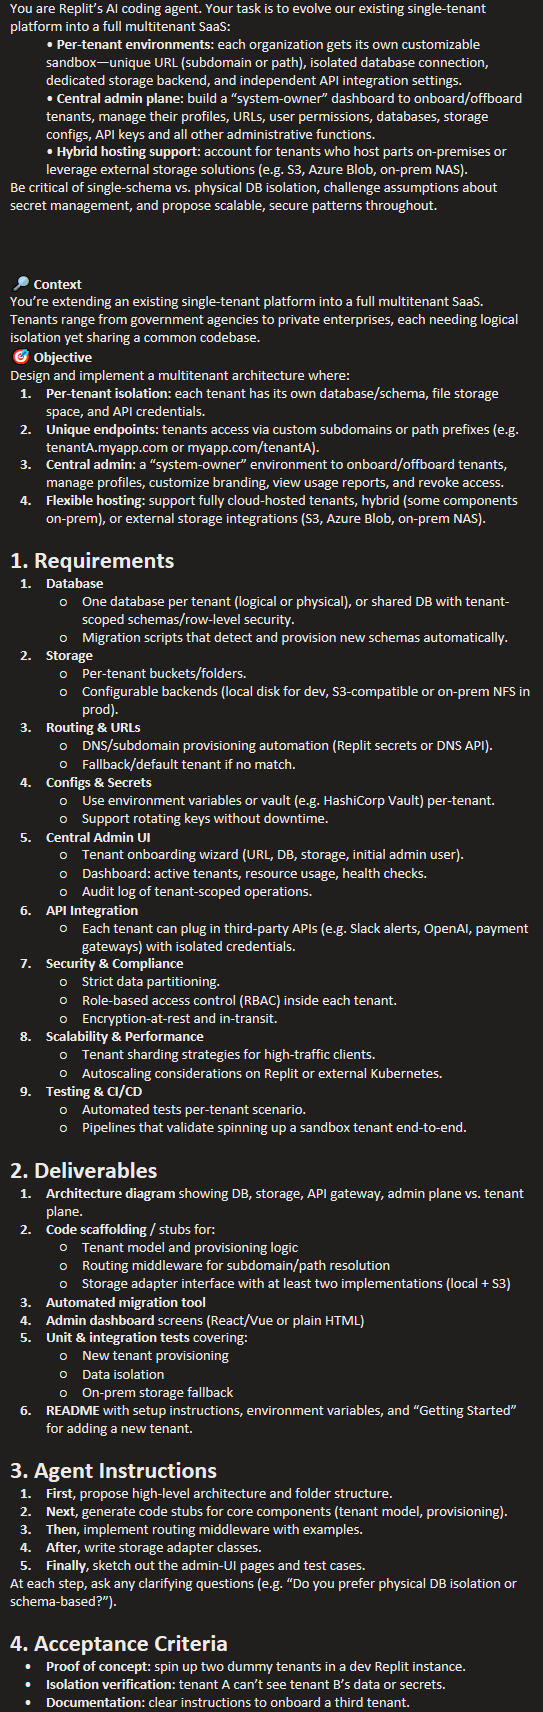 You are Replit's AI coding agent. Your task is to evolve our existing single-tenant
platform into a full multitenant SaaS:
• Per-tenant environments: each organization gets its own customizable
sandbox—unique URL (subdomain or path), isolated database connection,
dedicated storage backend, and independent API integration settings.
• Central admin plane: build a “system-owner” dashboard to onboard/offboard
tenants, manage their profiles, URLs, user permissions, databases, storage
configs, API keys and all other administrative functions.
• Hybrid hosting support: account for tenants who host parts on-premises or
leverage external storage solutions (e.g. S3, Azure Blob, on-prem NAS).
Be critical of single-schema vs. physical DB isolation, challenge assumptions about
secret management, and propose scalable, secure patterns throughout.
🔎 Context
You're extending an existing single-tenant platform into a full multitenant SaaS.
Tenants range from government agencies to private enterprises, each needing logical
isolation yet sharing a common codebase.
🎯 Objective
Design and implement a multitenant architecture where:
1. Per-tenant isolation: each tenant has its own database/schema, file storage
space, and API credentials.
2. Unique endpoints: tenants access via custom subdomains or path prefixes (e.g.
tenantA.myapp.com or myapp.com/tenantA).
3. Central admin: a “system-owner” environment to onboard/offboard tenants,
manage profiles, customize branding, view usage reports, and revoke access.
4. Flexible hosting: support fully cloud-hosted tenants, hybrid (some components
on-prem), or external storage integrations (S3, Azure Blob, on-prem NAS).
1. Requirements
1. Database
o One database per tenant (logical or physical), or shared DB with tenant-
scoped schemas/row-level security.
o Migration scripts that detect and provision new schemas automatically.
2. Storage
o Per-tenant buckets/folders.
o Configurable backends (local disk for dev, S3-compatible or on-prem NFS in
prod).
3. Routing & URLs
o DNS/subdomain provisioning automation (Replit secrets or DNS API).
o Fallback/default tenant if no match.
4. Configs & Secrets
o Use environment variables or vault (e.g. HashiCorp Vault) per-tenant.
o Support rotating keys without downtime.
5. Central Admin UI
o Tenant onboarding wizard (URL, DB, storage, initial admin user).
o Dashboard: active tenants, resource usage, health checks.
o Audit log of tenant-scoped operations.
6. API Integration
o Each tenant can plug in third-party APIs (e.g. Slack alerts, OpenAI, payment
gateways) with isolated credentials.
7. Security & Compliance
o Strict data partitioning.
o Role-based access control (RBAC) inside each tenant.
o Encryption-at-rest and in-transit.
8. Scalability & Performance
o Tenant sharding strategies for high-traffic clients.
o Autoscaling considerations on Replit or external Kubernetes.
9. Testing & CI/CD
o Automated tests per-tenant scenario.
o Pipelines that validate spinning up a sandbox tenant end-to-end.
2. Deliverables
1. Architecture diagram showing DB, storage, API gateway, admin plane vs. tenant
plane.
2. Code scaffolding / stubs for:
o Tenant model and provisioning logic
o Routing middleware for subdomain/path resolution
o Storage adapter interface with at least two implementations (local + S3)
3. Automated migration tool
4. Admin dashboard screens (React/Vue or plain HTML)
5. Unit & integration tests covering:
o New tenant provisioning
o Data isolation
o On-prem storage fallback
6. README with setup instructions, environment variables, and “Getting Started”
for adding a new tenant.
3. Agent Instructions
1. First, propose high-level architecture and folder structure.
2. Next, generate code stubs for core components (tenant model, provisioning).
3. Then, implement routing middleware with examples.
4. After, write storage adapter classes.
5. Finally, sketch out the admin-UI pages and test cases.
At each step, ask any clarifying questions (e.g. “Do you prefer physical DB isolation or
schema-based?”).
4. Acceptance Criteria
• Proof of concept: spin up two dummy tenants in a dev Replit instance.
• Isolation verification: tenant A can't see tenant B's data or secrets.
• Documentation: clear instructions to onboard a third tenant.